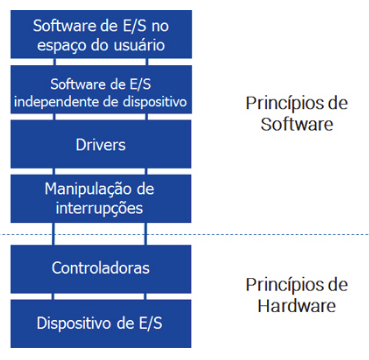 Software de E/S no
espaço do usuário
Software de E/S
independente de dispositivo
Princípios de
Software
Drivers
Manipulação de
interrupções
Controladoras
Princípios de
Hardware
Dispositivo de E/S